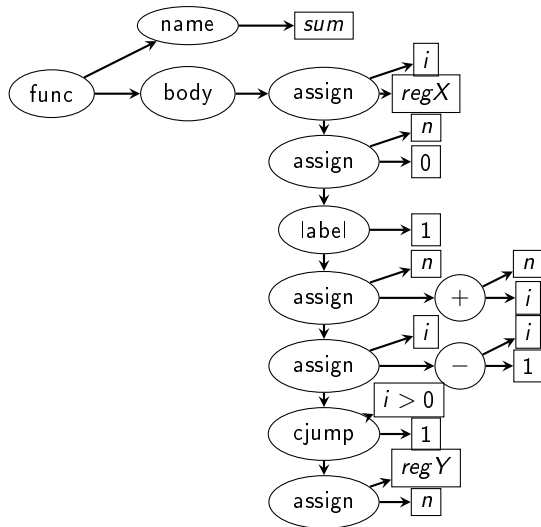 name sum
i
func body assign regX
n
assign 0
label 1
n n
assign + i
i i
assign − 1
i > 0
cjump 1
regY
assign n